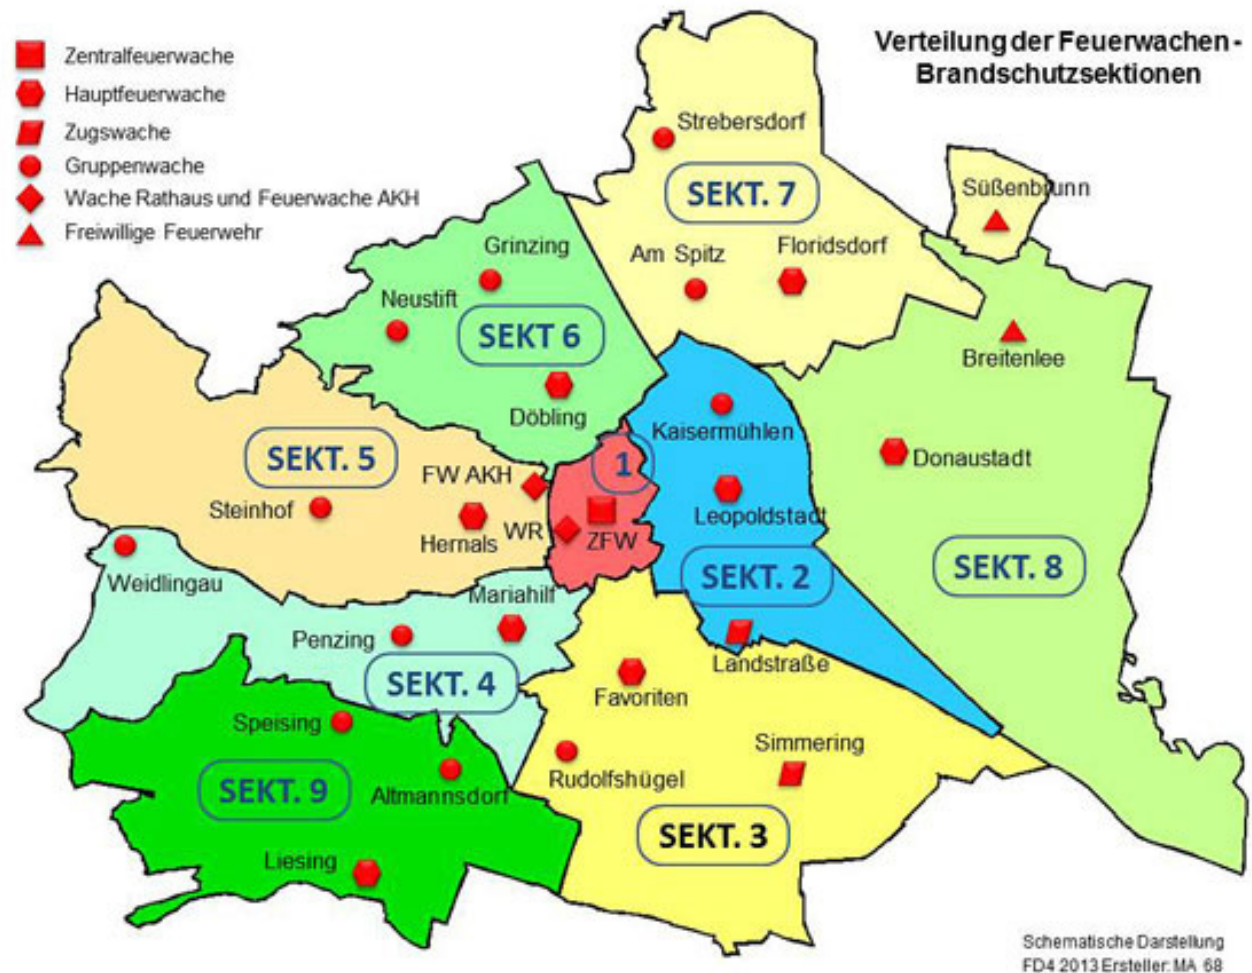 Verteilung der Feuerwachen -
Brandschutzsektionen
Zentralfeuerwache
Hauptfeuerwache
Zugswache
Gruppenwache
Wache Rathaus und Feuerwache AKH
Freiwillige Feuerwehr
Strebersdorf
SEKT. 7
Süßenbrunn
Grinzing
Am Spitz
Floridsdorf
Neustift
SEKT 6
Breitenlee
Döbling
Kaisermühlen
SEKT. 5
1
Donaustadt
FW AKH
Steinhof
Leopoldstadt
Hernals
WR
ZFW
SEKT. 2
SEKT. 8
Weidlingau
Mariahilf
Penzing
Landstraße
SEKT. 4
Favoriten
Speising
Simmering
Rudolfshügel
SEKT. 9
Altmannsdorf
SEKT. 3
Liesing
Schematische Darstellung
FD4 2013 Ersteller: MA 68